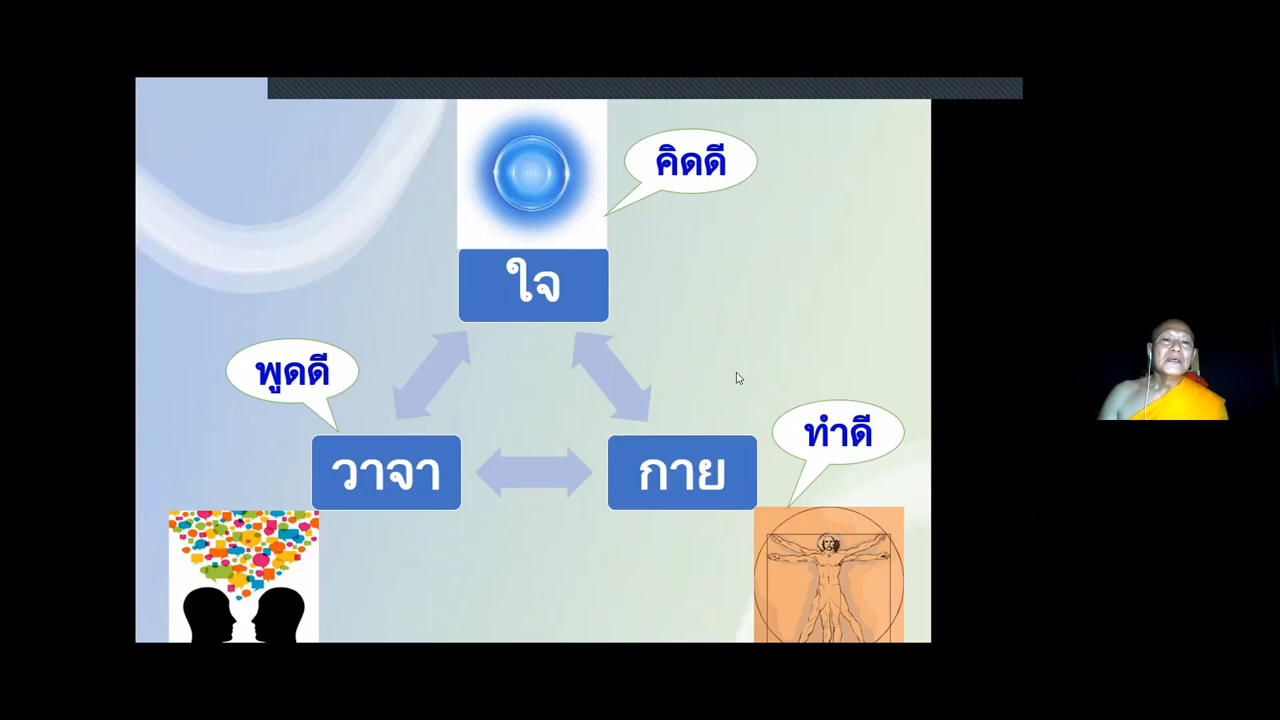 คิดดี
ใจ
พูดดี
ทำดี
วาจา
กาย